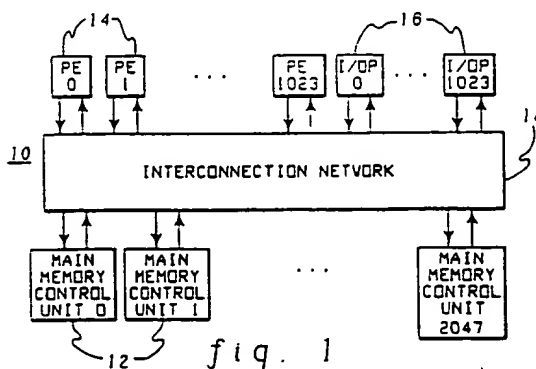 14
16
PE
0
PE
1
. . .
PE
1023
I/OP
0
. . .
I/OP
1023
10
INTERCONNECTION NETWORK
MAIN
MEMORY
CONTROL
UNIT 0
MAIN
MEMORY
CONTROL
UNIT 1
. . .
MAIN
MEMORY
CONTROL
UNIT
2047
12
fig. 1